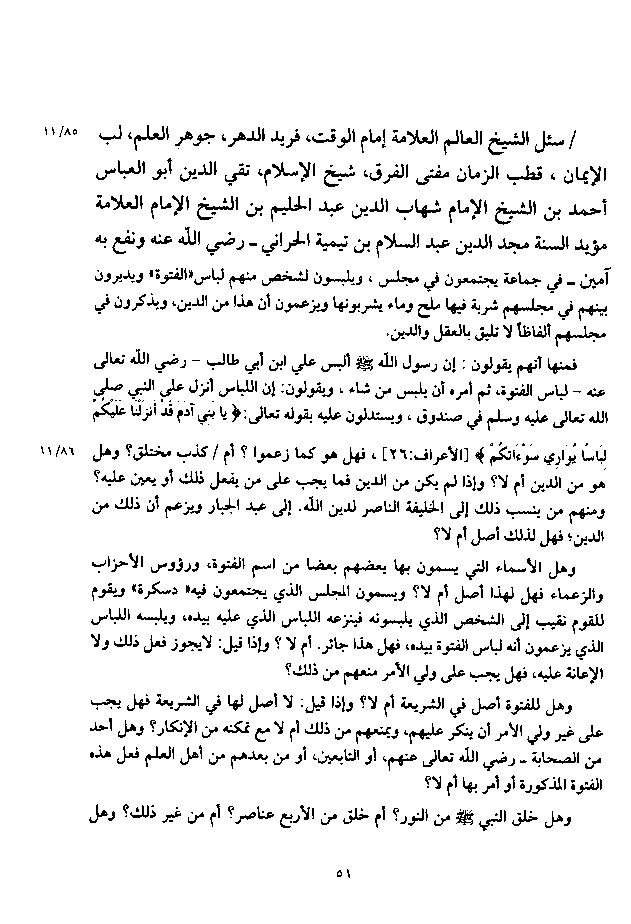 ١١/٨٥ / سئل الشيخ العالم العلامة إمام الوقت، فريد الدهر، جوهر العلم، لب
الإيمان ، قطب الزمان مفتى الفرق، شيخ الإسلام، تقي الدين أبو العباس
أحمد بن الشيخ الإمام شهاب الدين عبد الحليم بن الشيخ الإمام العلامة
مؤيد السنة مجد الدين عبد السلام بن تيمية الحراني ـ رضي الله عنه ونفع به
آمين ـ في جماعة يجتمعون في مجلس ، ويلبسون لشخص منهم لباس «الفتوة» ويديرون
بينهم في مجلسهم شربة فيها ملح وماء يشربونها ويزعمون أن هذا من الدين، ويذكرون في
مجلسهم ألفاظاً لا تليق بالعقل والدين.
فمنها أنهم يقولون : إن رسول الله ﷺ ألبس علي ابن أبي طالب – رضي الله تعالى
عنه – لباس الفتوة، ثم أمره أن يلبس من شاء ، ويقولون: إن اللباس أنزل على النبي صلى
الله تعالى عليه وسلم في صندوق ، ويستدلون عليه بقوله تعالى:﴿ يَا بَنِي آدَمَ قَدْ أَنزَلْنَا عَلَيْكُمْ
١١/٨٦ لِبَاسًا يُوَارِي سَوْءَاتِكُمْ ﴾ [الأعراف:٢٦] ، فهل هو كما زعموا ؟ أم / كذب مختلق؟ وهل
هو من الدين أم لا؟ وإذا لم يكن من الدين فما يجب على من يفعل ذلك أو يعين عليه؟
ومنهم من ينسب ذلك إلى الخليفة الناصر لدين الله. إلى عبد الجبار ويزعم أن ذلك من
الدين؛ فهل لذلك أصل أم لا؟
وهل الأسماء التي يسمون بها بعضهم بعضا من اسم الفتوة، ورؤوس الأحزاب
والزعماء فهل لهذا أصل أم لا؟ ويسمون المجلس الذي يجتمعون فيه« دسكرة» ويقوم
للقوم نقيب إلى الشخص الذي يلبسونه فينزعه اللباس الذي عليه بيده، ويلبسه اللباس
الذي يزعمون أنه لباس الفتوة بيده، فهل هذا جائر. أم لا ؟ وإذا قيل: لايجوز فعل ذلك ولا
الإعانة عليه، فهل يجب على ولي الأمر منعهم من ذلك؟
وهل للفتوة أصل في الشريعة أم لا؟ وإذا قيل: لا أصل لها في الشريعة فهل يجب
على غير ولي الأمر أن ينكر عليهم، ويمنعهم من ذلك أم لا مع تمكنه من الإنكار؟ وهل أحد
من الصحابة ـ رضي الله تعالى عنهم، أو التابعين، أو من بعدهم من أهل العلم فعل هذه
الفتوة المذكورة أو أمر بها أم لا؟
وهل خلق النبي ﷺ من النور؟ أم خلق من الأربع عناصر؟ أم من غير ذلك؟ وهل
٥١